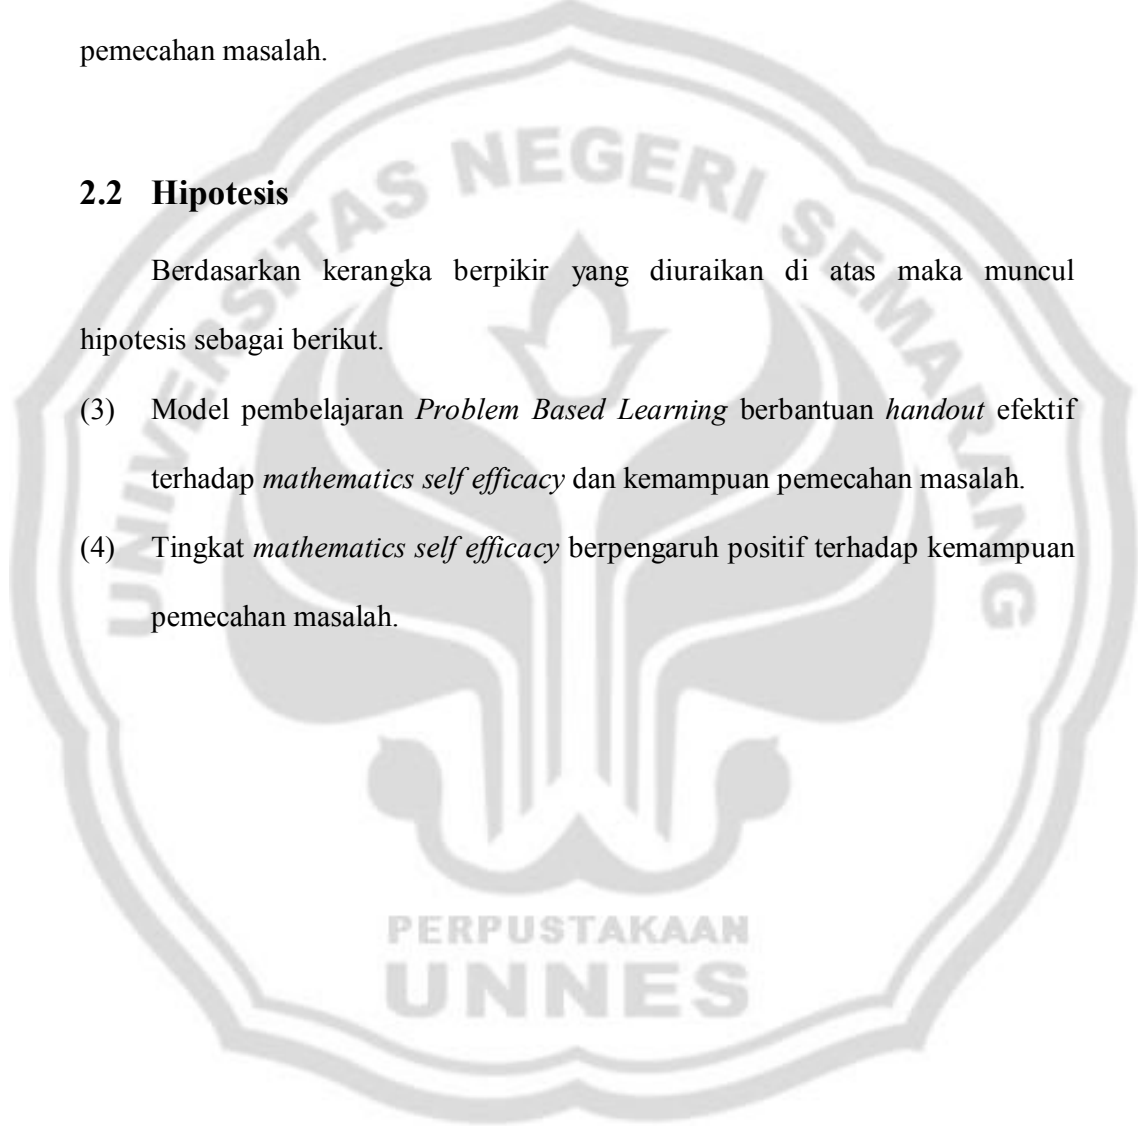 pemecahan masalah.
2.2 Hipotesis
Berdasarkan kerangka berpikir yang diuraikan di atas maka muncul
hipotesis sebagai berikut.
(3) Model pembelajaran Problem Based Learning berbantuan handout efektif
terhadap mathematics self efficacy dan kemampuan pemecahan masalah.
(4) Tingkat mathematics self efficacy berpengaruh positif terhadap kemampuan
pemecahan masalah.
UNIVERSITAS NEGERI SEMARANG
PERPUSTAKAAN
UNNES